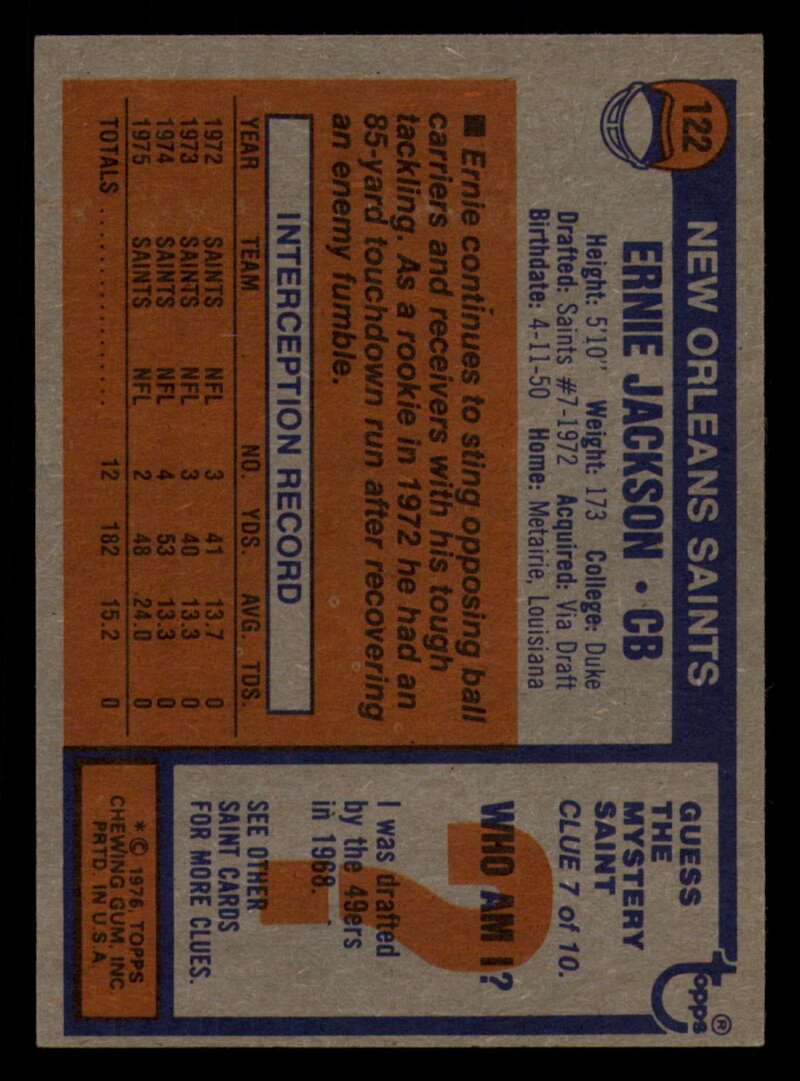 122
NEW ORLEANS SAINTS
ERNIE JACKSON • CB
Height: 5'10" Weight: 173 College: Duke
Drafted: Saints #7-1972 Acquired: Via Draft
Birthdate: 4-11-50 Home: Metairie, Louisiana
■ Ernie continues to sting opposing ball
carriers and receivers with his tough
tackling. As a rookie in 1972 he had an
85-yard touchdown run after recovering
an enemy fumble.
INTERCEPTION RECORD
YEAR TEAM NO. YDS. AVG. TDS.
1972 SAINTS NFL 3 41 13.7 0
1973 SAINTS NFL 3 40 13.3 0
1974 SAINTS NFL 4 53 13.3 0
1975 SAINTS NFL 2 48 24.0 0
TOTALS .................. 12 182 15.2 0
topps®
GUESS
THE
MYSTERY
SAINT
CLUE 7 of 10.
WHO AM I?
?
I was drafted
by the 49ers
in 1968.
SEE OTHER
SAINT CARDS
FOR MORE CLUES.
* © 1976, TOPPS
CHEWING GUM, INC.
PRTD. IN U.S.A